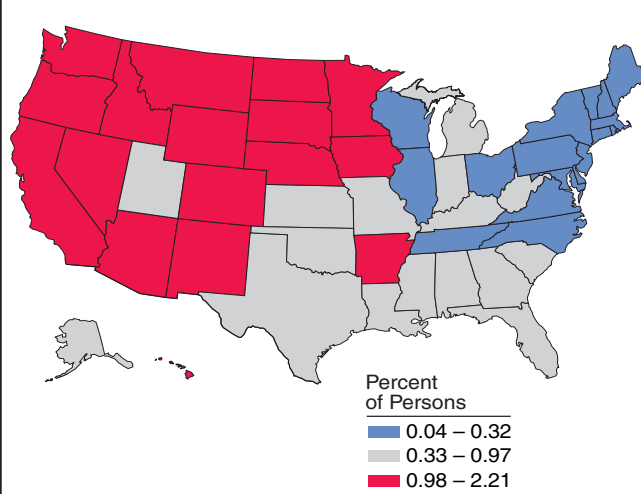 Percent
of Persons
0.04 – 0.32
0.33 – 0.97
0.98 – 2.21